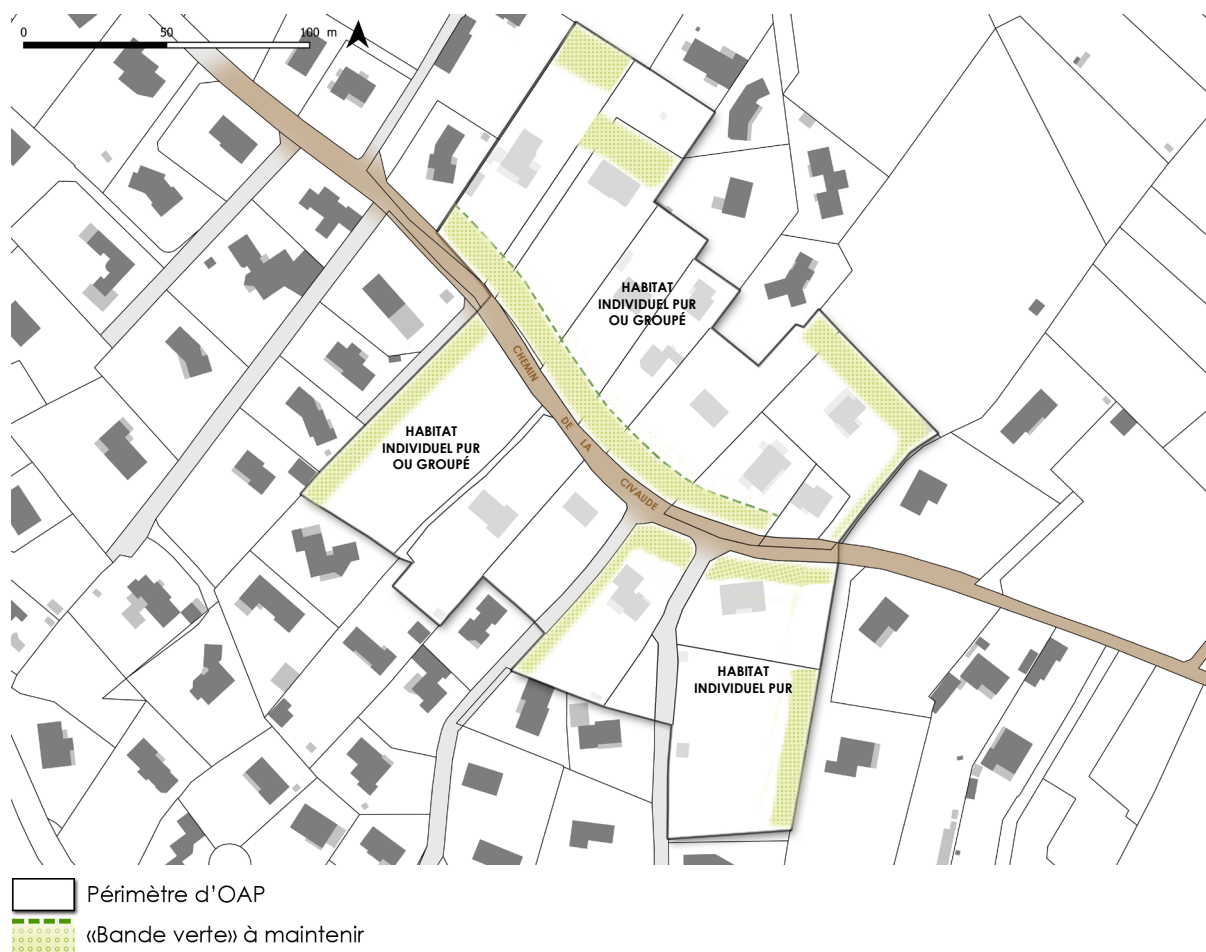 0 50 100 m
HABITAT
INDIVIDUEL PUR
OU GROUPÉ
HABITAT
INDIVIDUEL PUR
OU GROUPÉ
CHEMIN DE LA CIVAUDE
HABITAT
INDIVIDUEL PUR
Périmètre d'OAP
«Bande verte» à maintenir